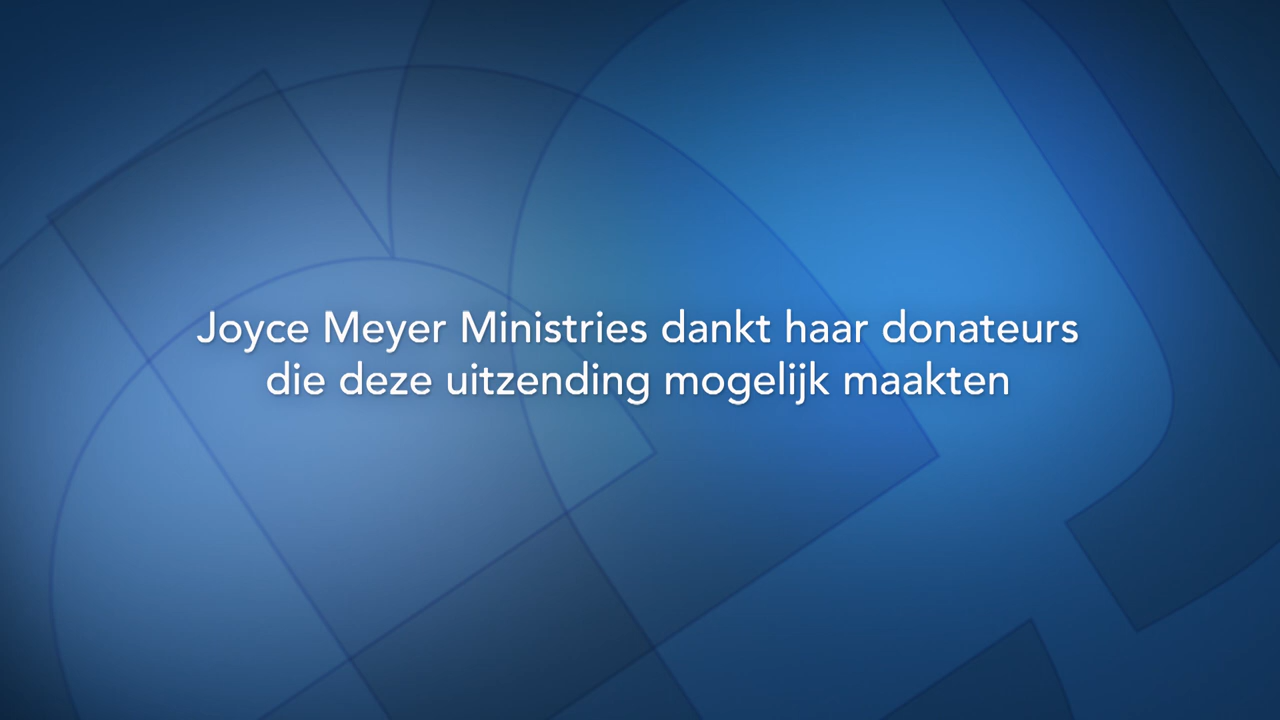 Joyce Meyer Ministries dankt haar donateurs
die deze uitzending mogelijk maakten